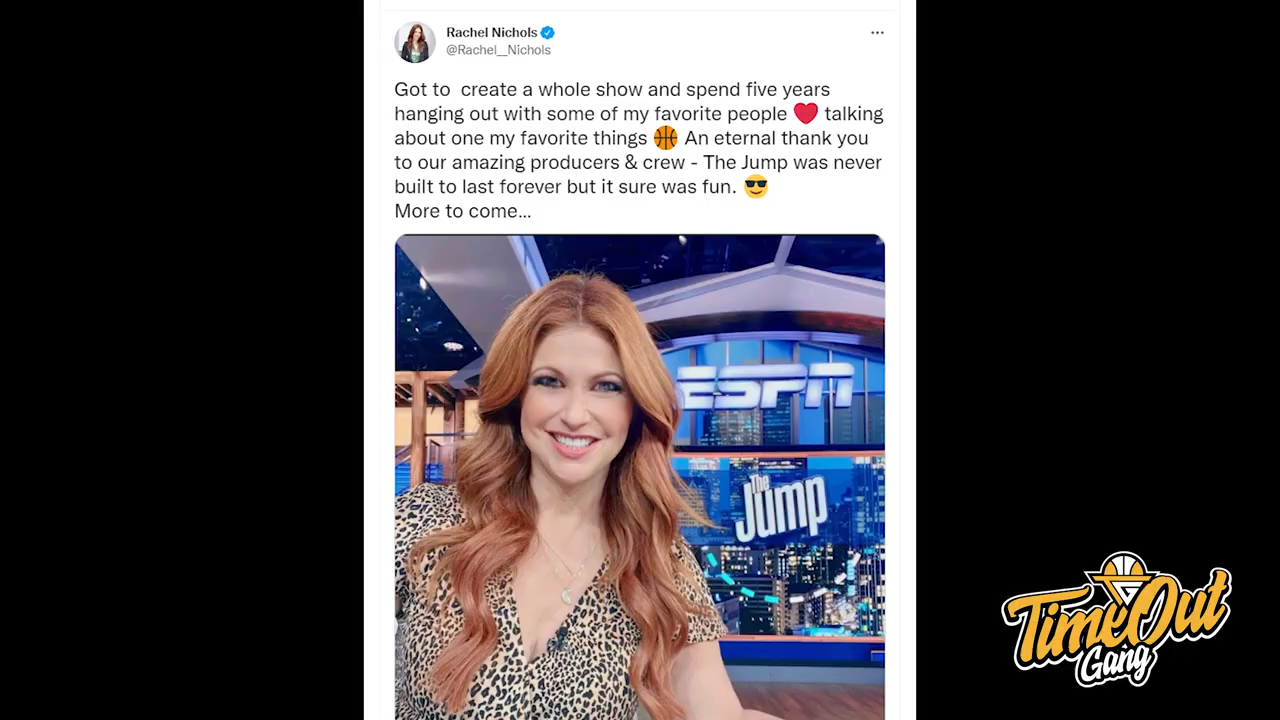 Rachel Nichols
@Rachel__Nichols
Got to  create a whole show and spend five years
hanging out with some of my favorite people ❤️ talking
about one my favorite things 🏀 An eternal thank you
to our amazing producers & crew - The Jump was never
built to last forever but it sure was fun. 😎
More to come...
ESPN
The
Jump
TimeOut
Gang